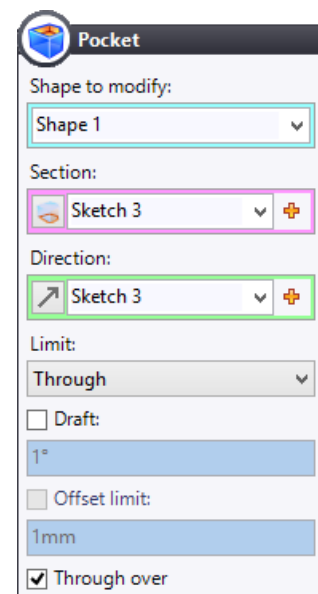 Pocket
Shape to modify:
Shape 1
Section:
Sketch 3
Direction:
Sketch 3
Limit:
Through
Draft:
1°
Offset limit:
1mm
Through over